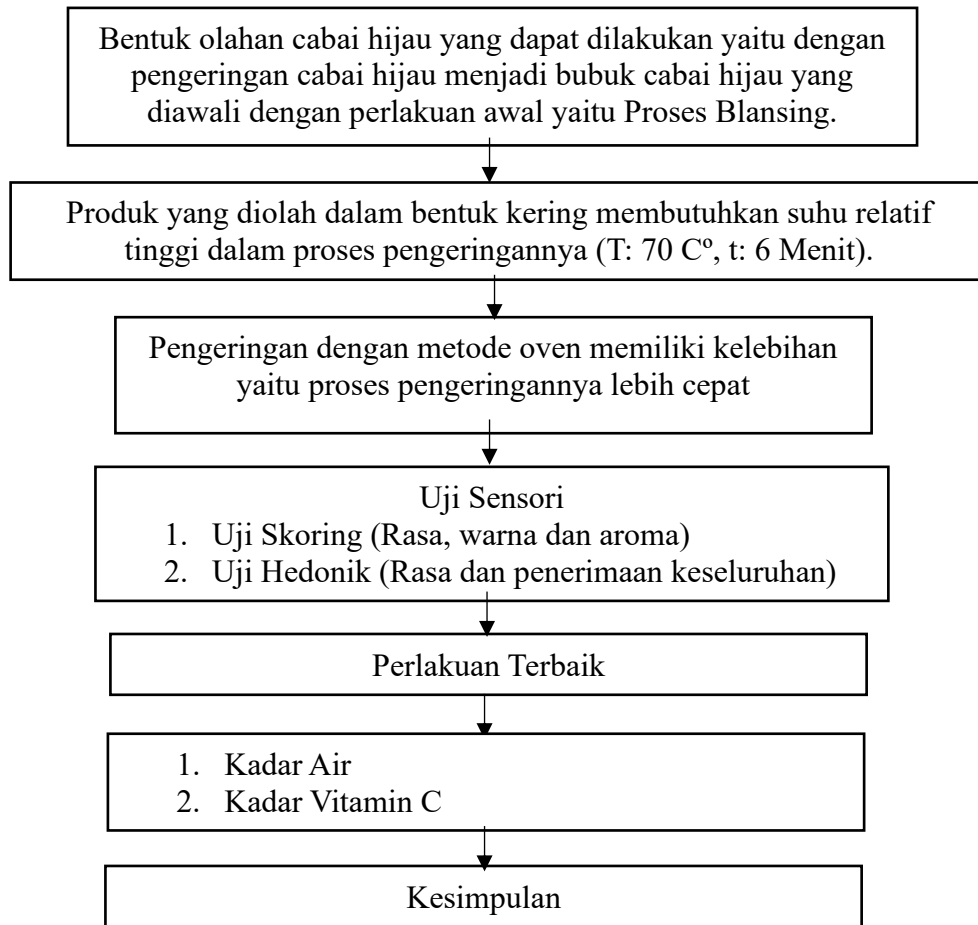 Bentuk olahan cabai hijau yang dapat dilakukan yaitu dengan
pengeringan cabai hijau menjadi bubuk cabai hijau yang
diawali dengan perlakuan awal yaitu Proses Blansing.
Produk yang diolah dalam bentuk kering membutuhkan suhu relatif
tinggi dalam proses pengeringannya (T: 70 Cº, t: 6 Menit).
Pengeringan dengan metode oven memiliki kelebihan
yaitu proses pengeringannya lebih cepat
Uji Sensori
1. Uji Skoring (Rasa, warna dan aroma)
2. Uji Hedonik (Rasa dan penerimaan keseluruhan)
Perlakuan Terbaik
1. Kadar Air
2. Kadar Vitamin C
Kesimpulan